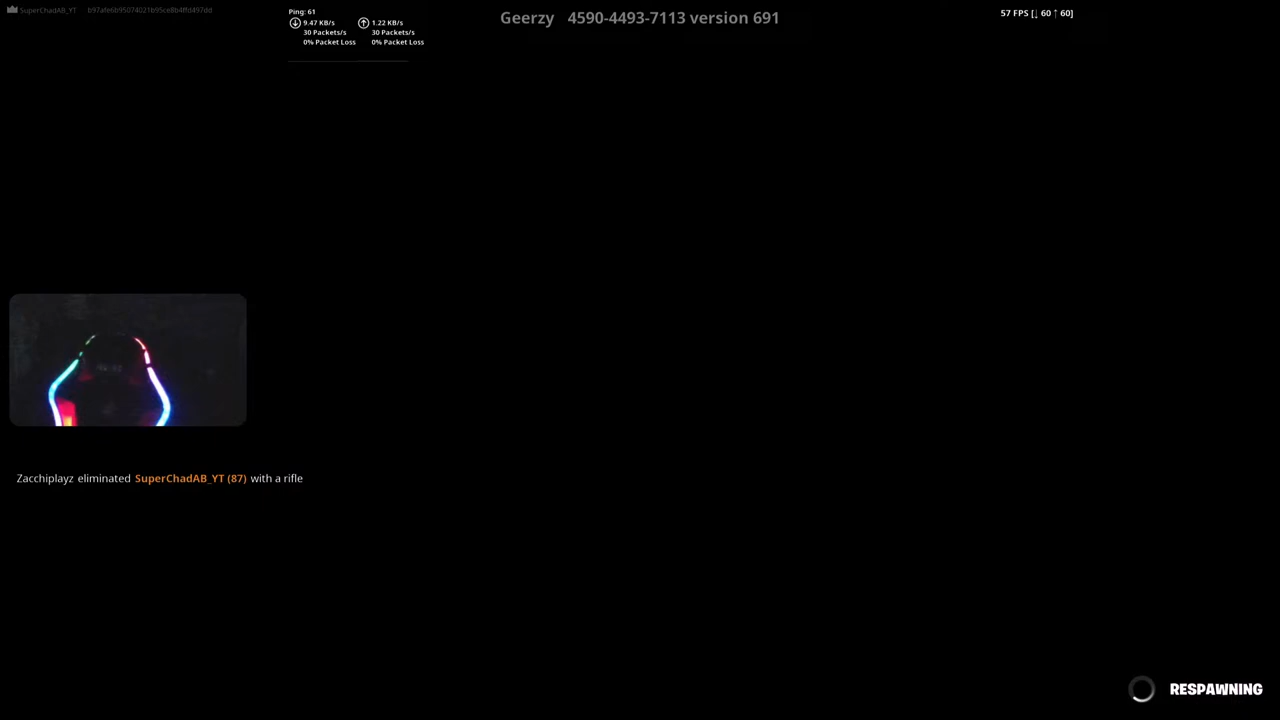 SuperChadAB_YT
Ping: 61
9.47 KB/s 1.22 KB/s
30 Packets/s 30 Packets/s
0% Packet Loss 0% Packet Loss
Geerzy 4590-4493-7113 version 691
57 FPS [↓ 60 ↑ 60]
Zacchiplayz eliminated SuperChadAB_YT (87) with a rifle
RESPAWNING